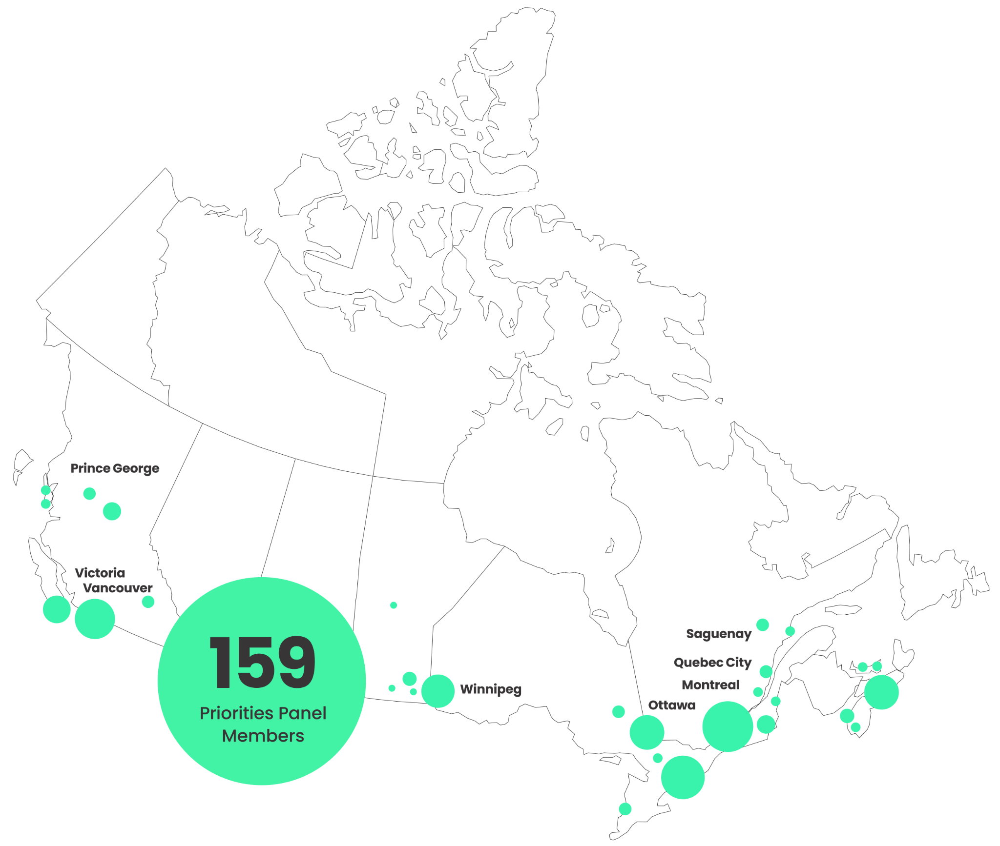 Prince George
Victoria
Vancouver
159
Priorities Panel
Members
Winnipeg
Saguenay
Quebec City
Montreal
Ottawa